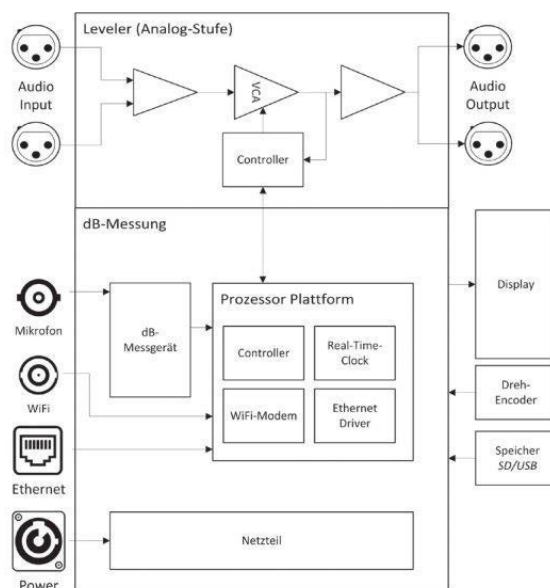 Leveler (Analog-Stufe)
Audio
Input
VCA
Controller
Audio
Output
dB-Messung
Mikrofon
WiFi
Ethernet
Power
dB-
Messgerät
Prozessor Plattform
Controller
Real-Time-
Clock
WiFi-Modem
Ethernet
Driver
Netzteil
Display
Dreh-
Encoder
Speicher
SD/USB